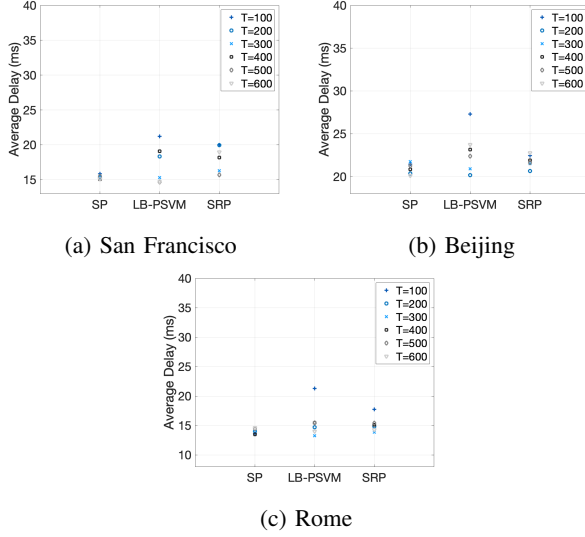 40
35
30
25
20
15
Average Delay (ms)
T=100
T=200
T=300
T=400
T=500
T=600
SP LB-PSVM SRP
(a) San Francisco
40
35
30
25
20
Average Delay (ms)
T=100
T=200
T=300
T=400
T=500
T=600
SP LB-PSVM SRP
(b) Beijing
40
35
30
25
20
15
10
Average Delay (ms)
T=100
T=200
T=300
T=400
T=500
T=600
SP LB-PSVM SRP
(c) Rome